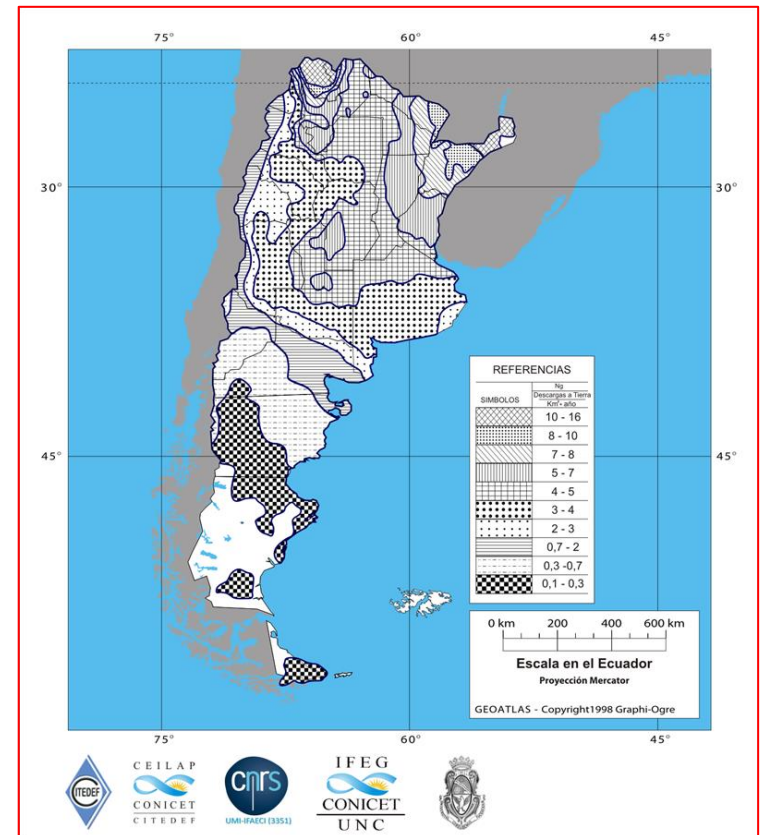 75° 60° 45°
30° 30°
45° 45°
REFERENCIAS
SIMBOLOS
Ng
Descargas a Tierra
Km²- año
10 - 16
8 - 10
7 - 8
5 - 7
4 - 5
3 - 4
2 - 3
0,7 - 2
0,3 -0,7
0,1 - 0,3
0 km 200 400 600 km
Escala en el Ecuador
Proyección Mercator
GEOATLAS - Copyright1998 Graphi-Ogre
75° 60° 45°
CITEDEF
CEILAP
CONICET
CITEDEF
cnrs
UMI-IFAECI (3351)
IFEG
CONICET
UNC